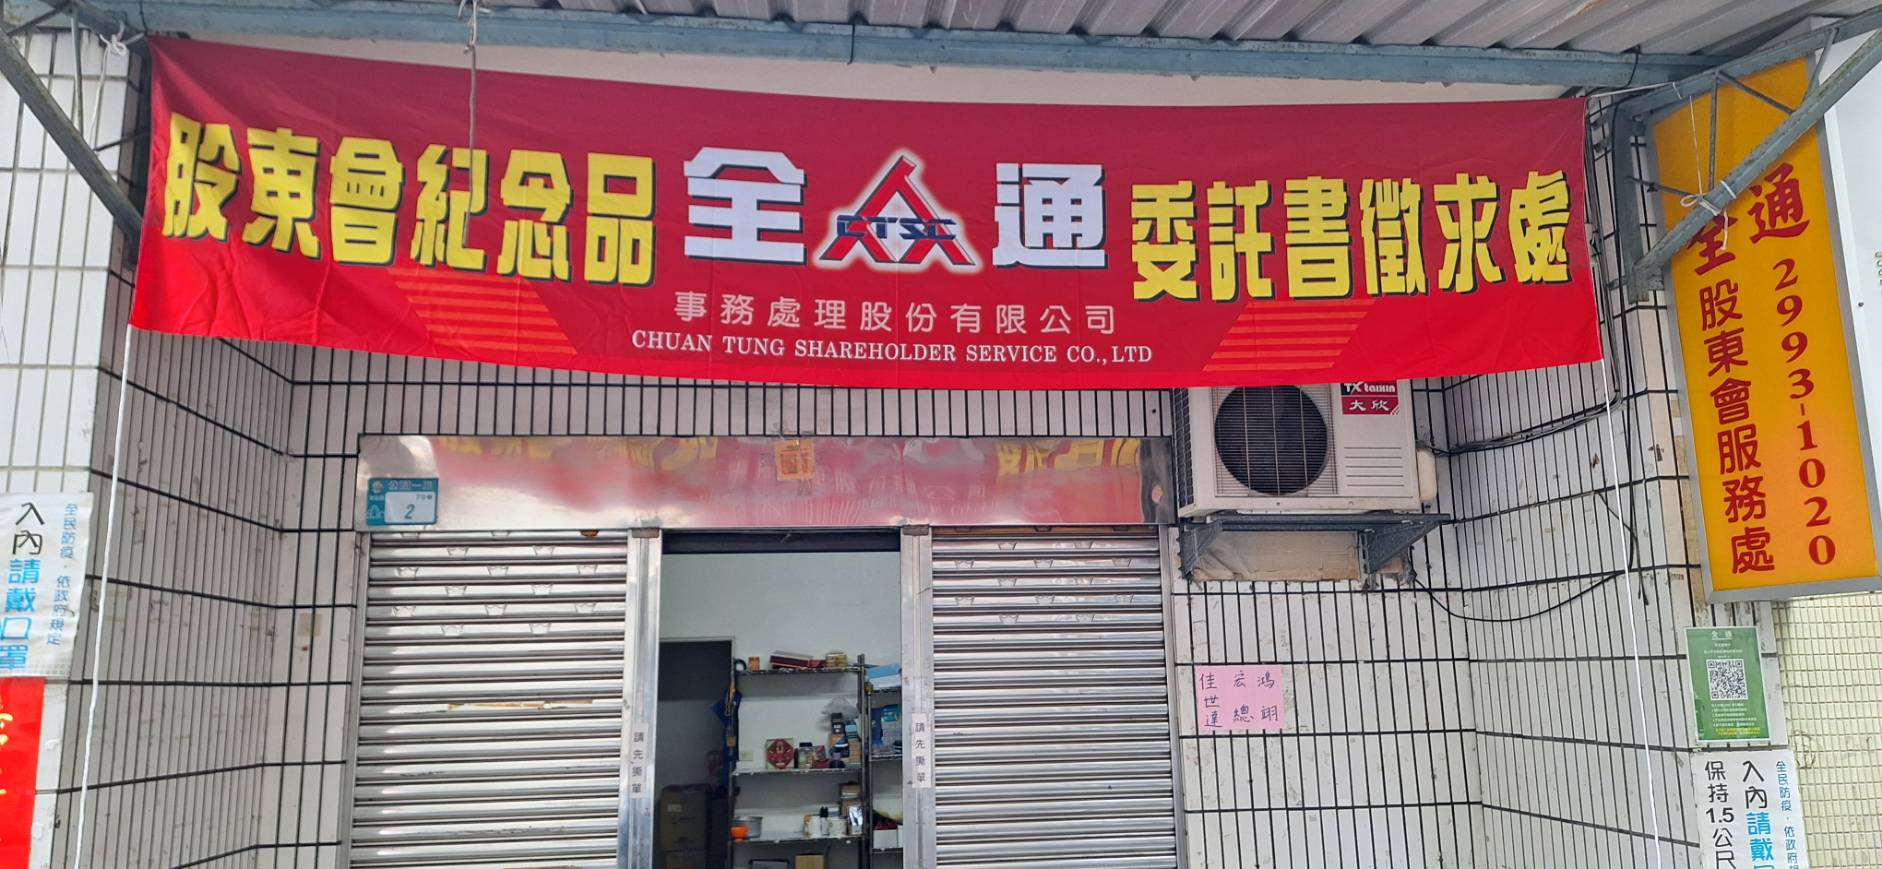 股東會紀念品 全 CTSC 通 委託書徵求處
事務處理股份有限公司
CHUAN TUNG SHAREHOLDER SERVICE CO., LTD
全通
股東會服務處
2993-1020
TX taixin
大欣
2
全民防疫，依政府規定
入內請戴口罩
請先撕單
請先撕單
鴻翊
宏總
佳世達
全通
全民防疫，依政府
入內請戴
保持1.5公尺